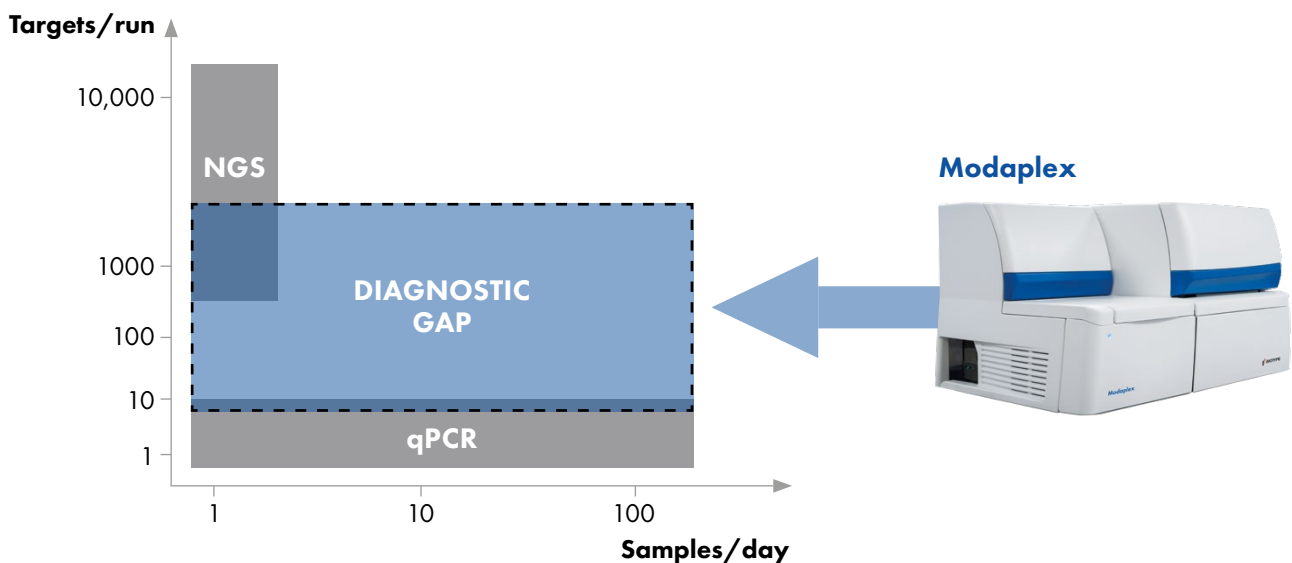 Targets/run
10,000
NGS
Modaplex
1000
DIAGNOSTIC
GAP
100
10
qPCR
1
1
10
100
Samples/day
Modaplex
BIOTYPE